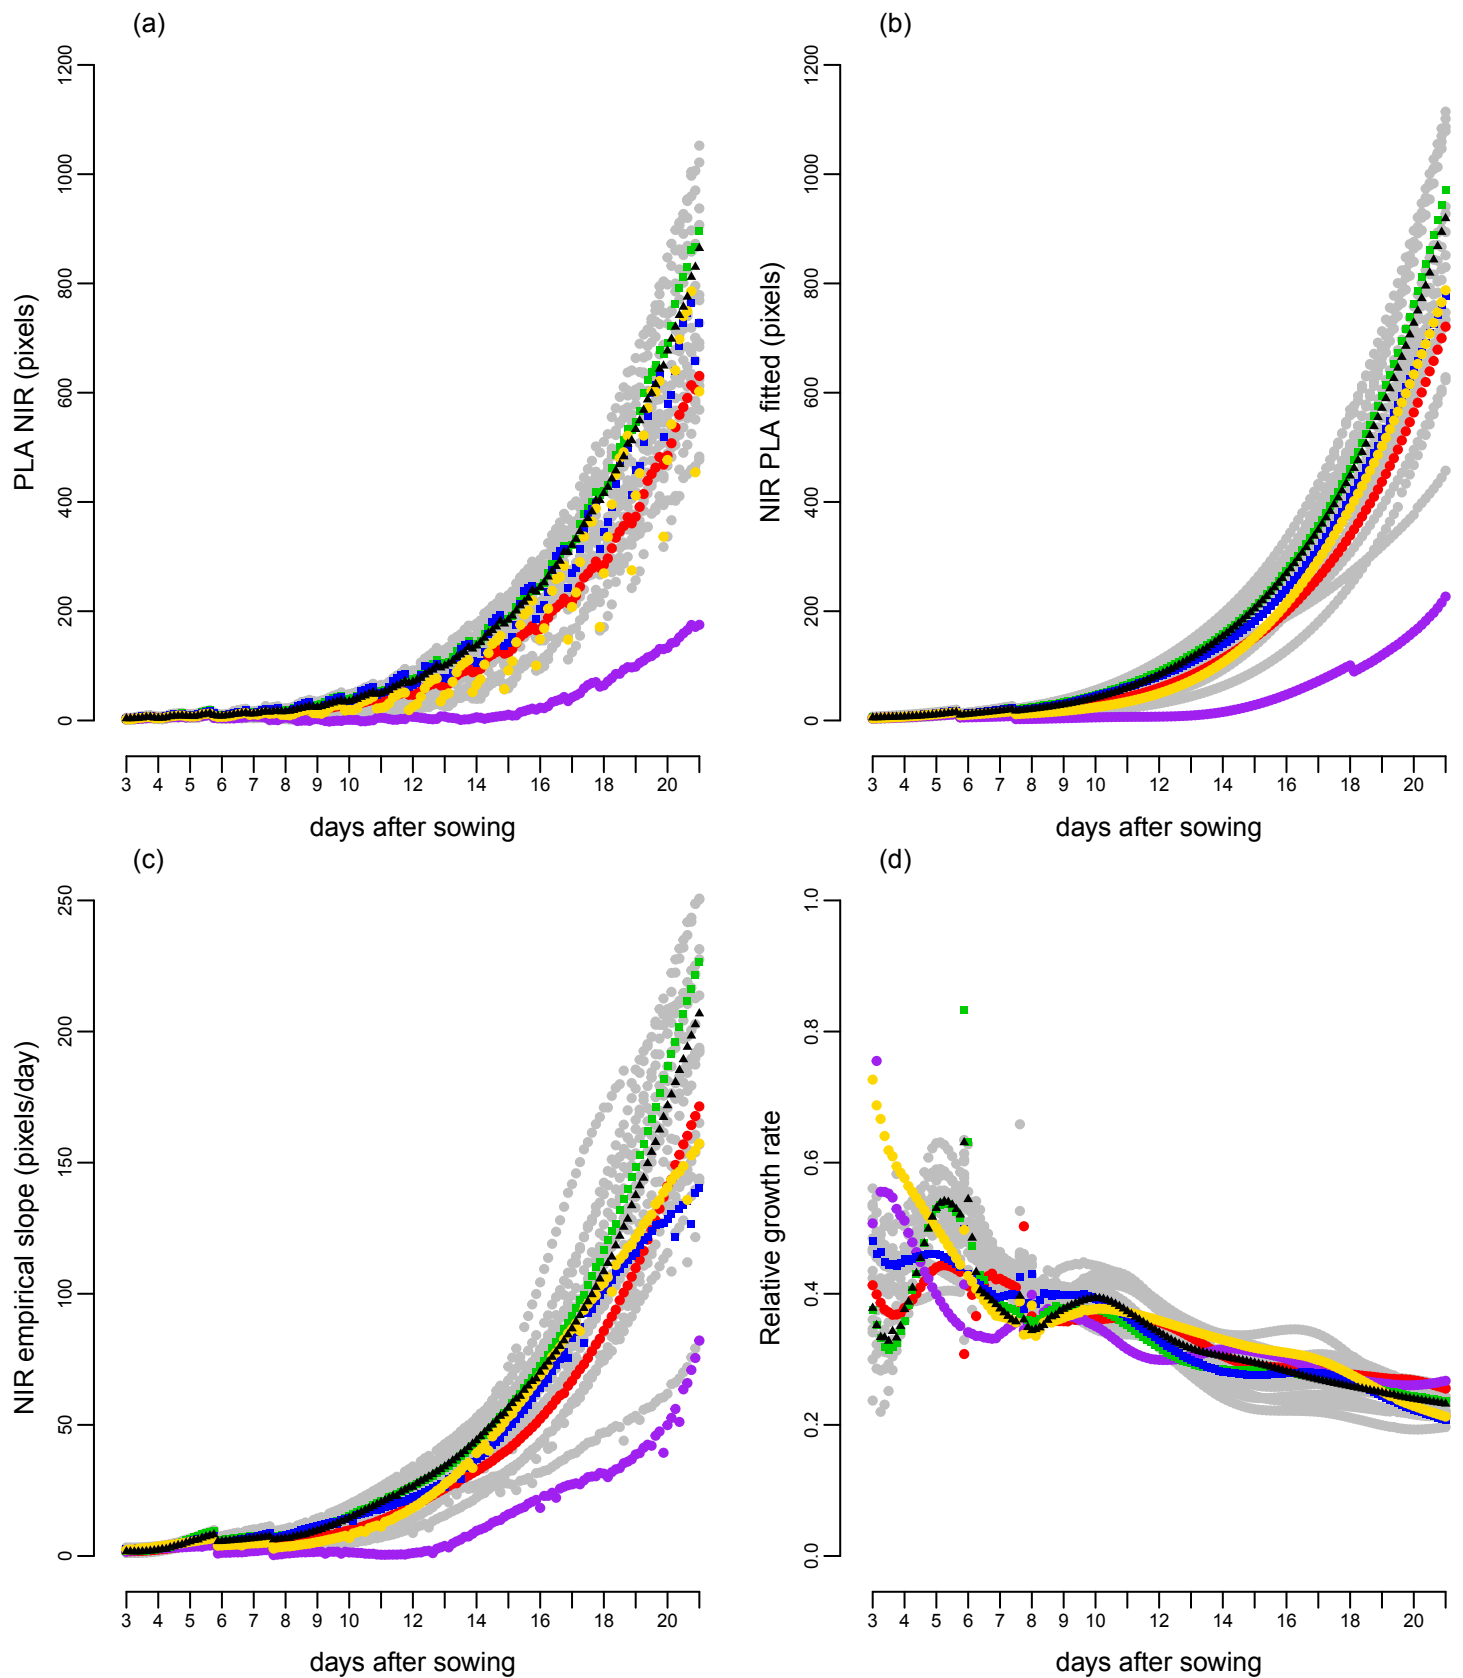 (a)
PLA NIR (pixels)
0 200 400 600 800 1000 1200
3 4 5 6 7 8 9 10 12 14 16 18 20
days after sowing
(b)
NIR PLA fitted (pixels)
0 200 400 600 800 1000 1200
3 4 5 6 7 8 9 10 12 14 16 18 20
days after sowing
(c)
NIR empirical slope (pixels/day)
0 50 100 150 200 250
3 4 5 6 7 8 9 10 12 14 16 18 20
days after sowing
(d)
Relative growth rate
0.0 0.2 0.4 0.6 0.8 1.0
3 4 5 6 7 8 9 10 12 14 16 18 20
days after sowing